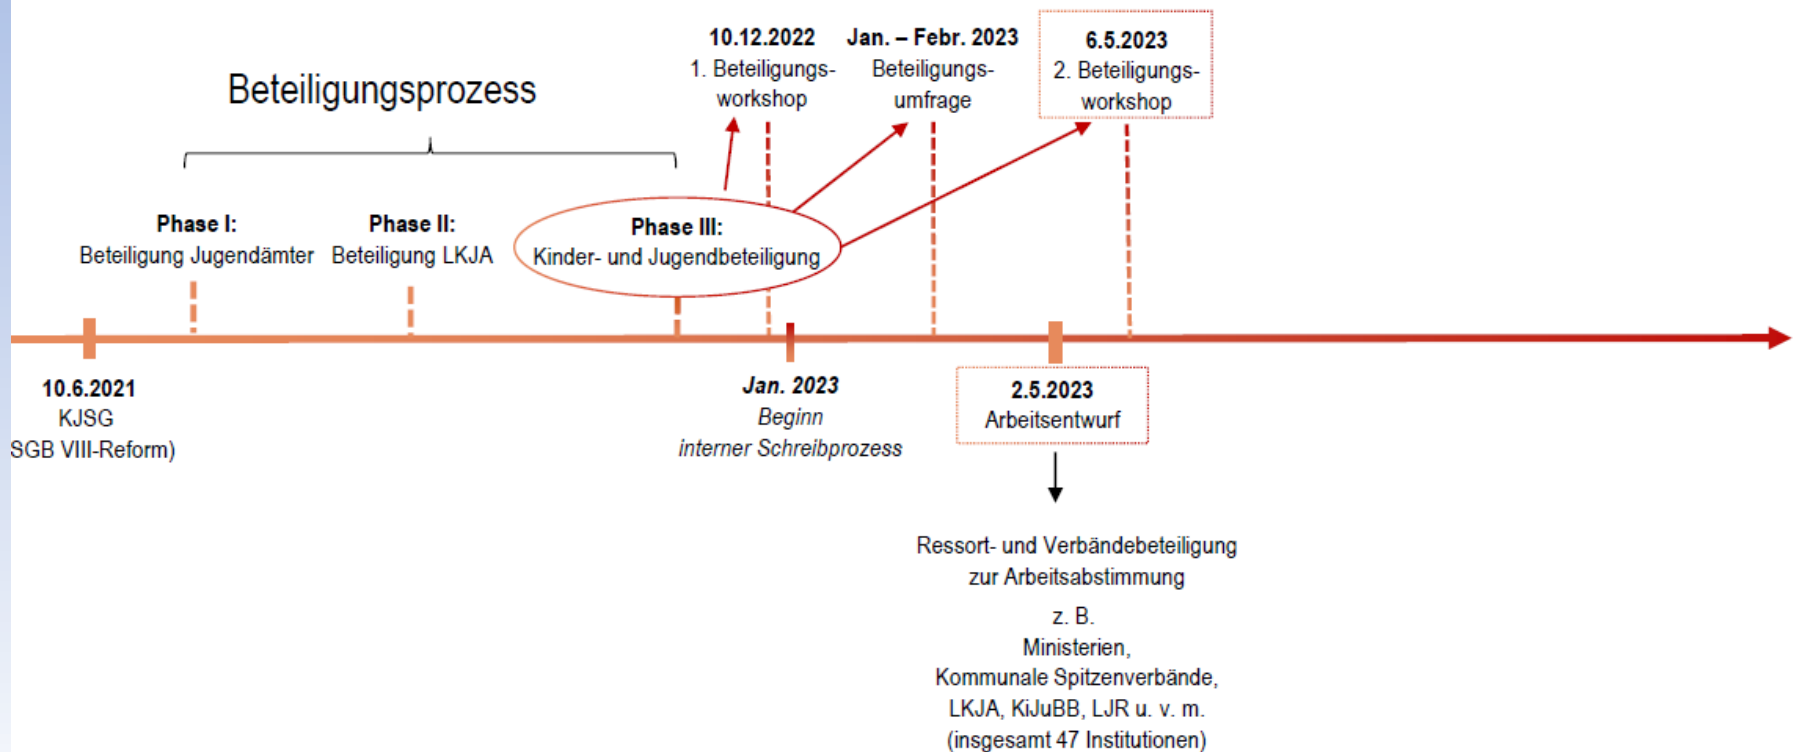 Beteiligungsprozess
10.12.2022
1. Beteiligungs-
workshop
Jan. – Febr. 2023
Beteiligungs-
umfrage
6.5.2023
2. Beteiligungs-
workshop
Phase I:
Beteiligung Jugendämter
Phase II:
Beteiligung LKJA
Phase III:
Kinder- und Jugendbeteiligung
10.6.2021
KJSG
SGB VIII-Reform)
Jan. 2023
Beginn
interner Schreibprozess
2.5.2023
Arbeitsentwurf
Ressort- und Verbändebeteiligung
zur Arbeitsabstimmung
z. B.
Ministerien,
Kommunale Spitzenverbände,
LKJA, KiJuBB, LJR u. v. m.
(insgesamt 47 Institutionen)